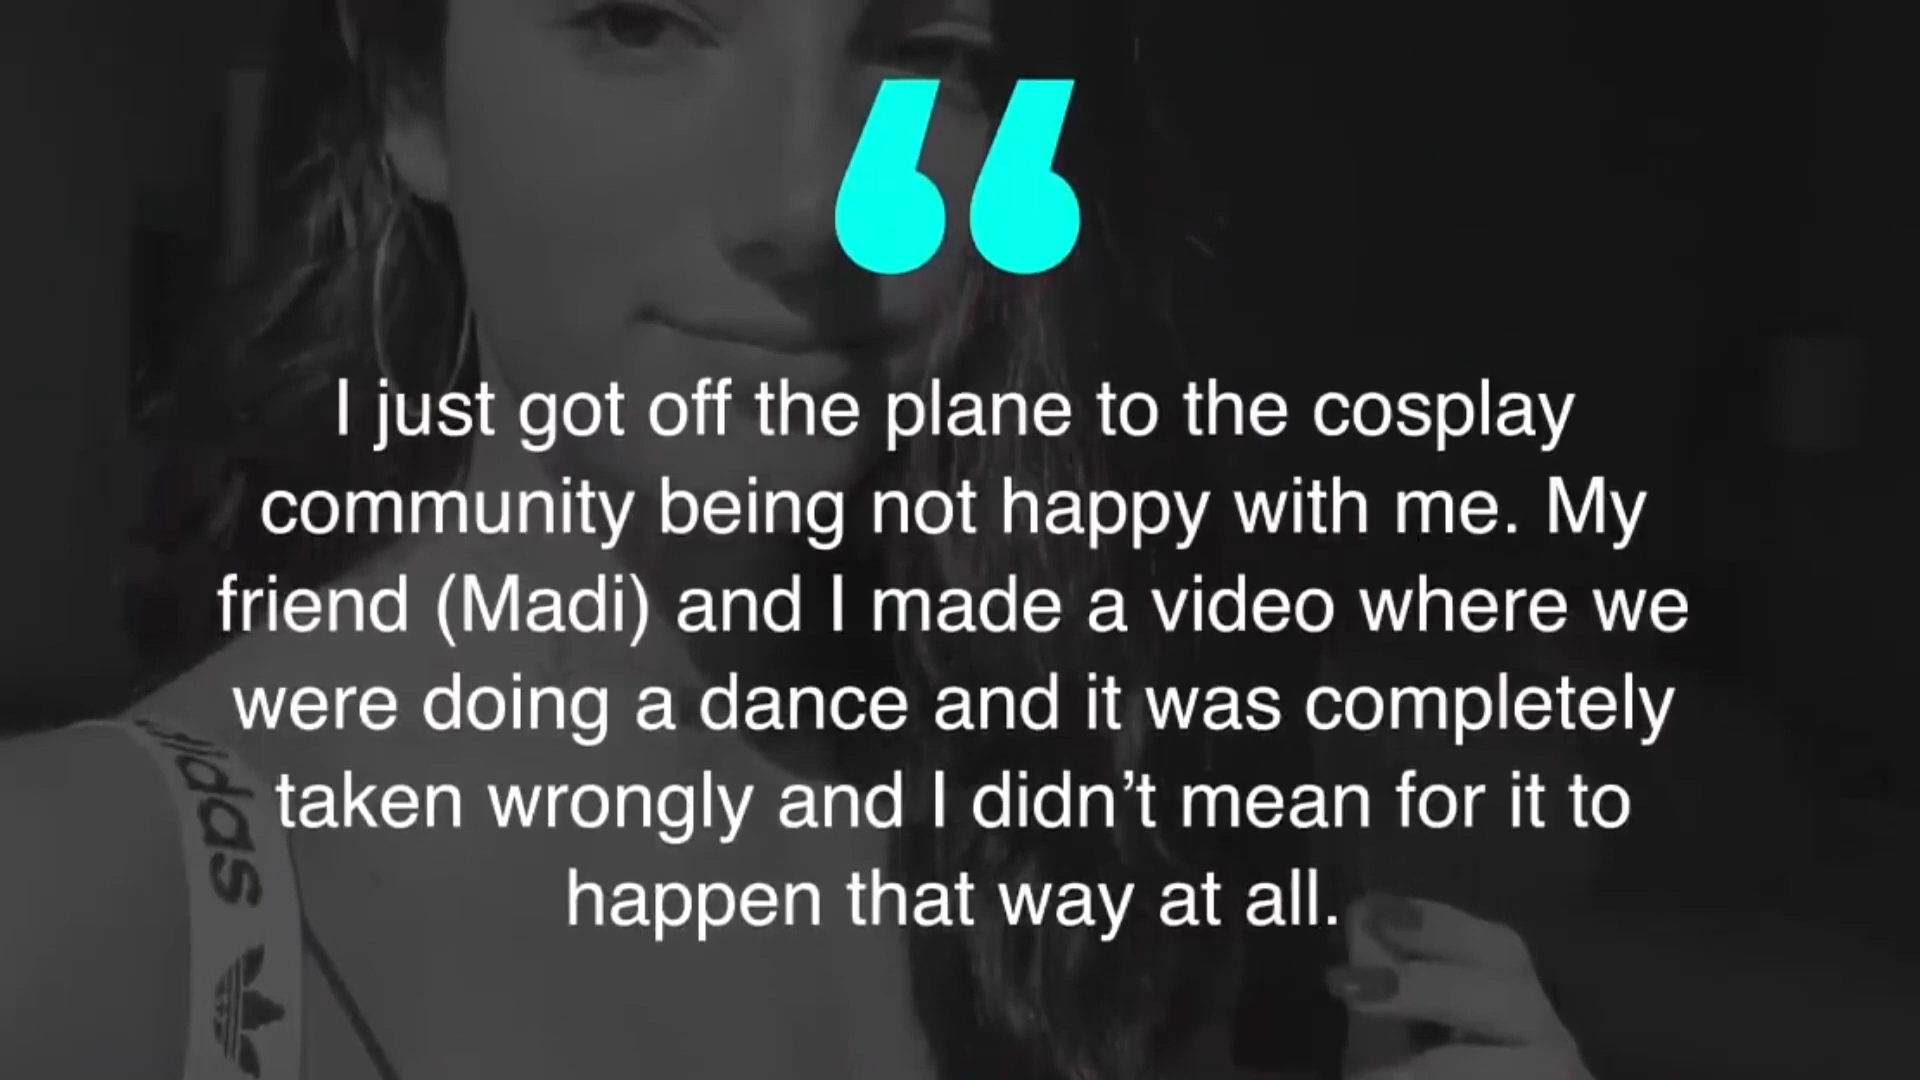 “
I just got off the plane to the cosplay
community being not happy with me. My
friend (Madi) and I made a video where we
were doing a dance and it was completely
taken wrongly and I didn’t mean for it to
happen that way at all.
adidas